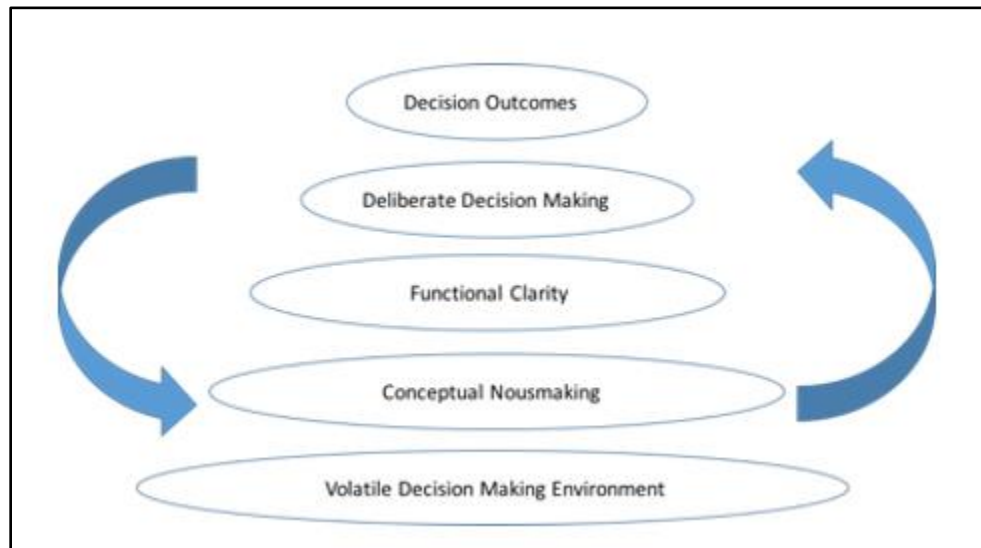 Decision Outcomes
Deliberate Decision Making
Functional Clarity
Conceptual Nousmaking
Volatile Decision Making Environment